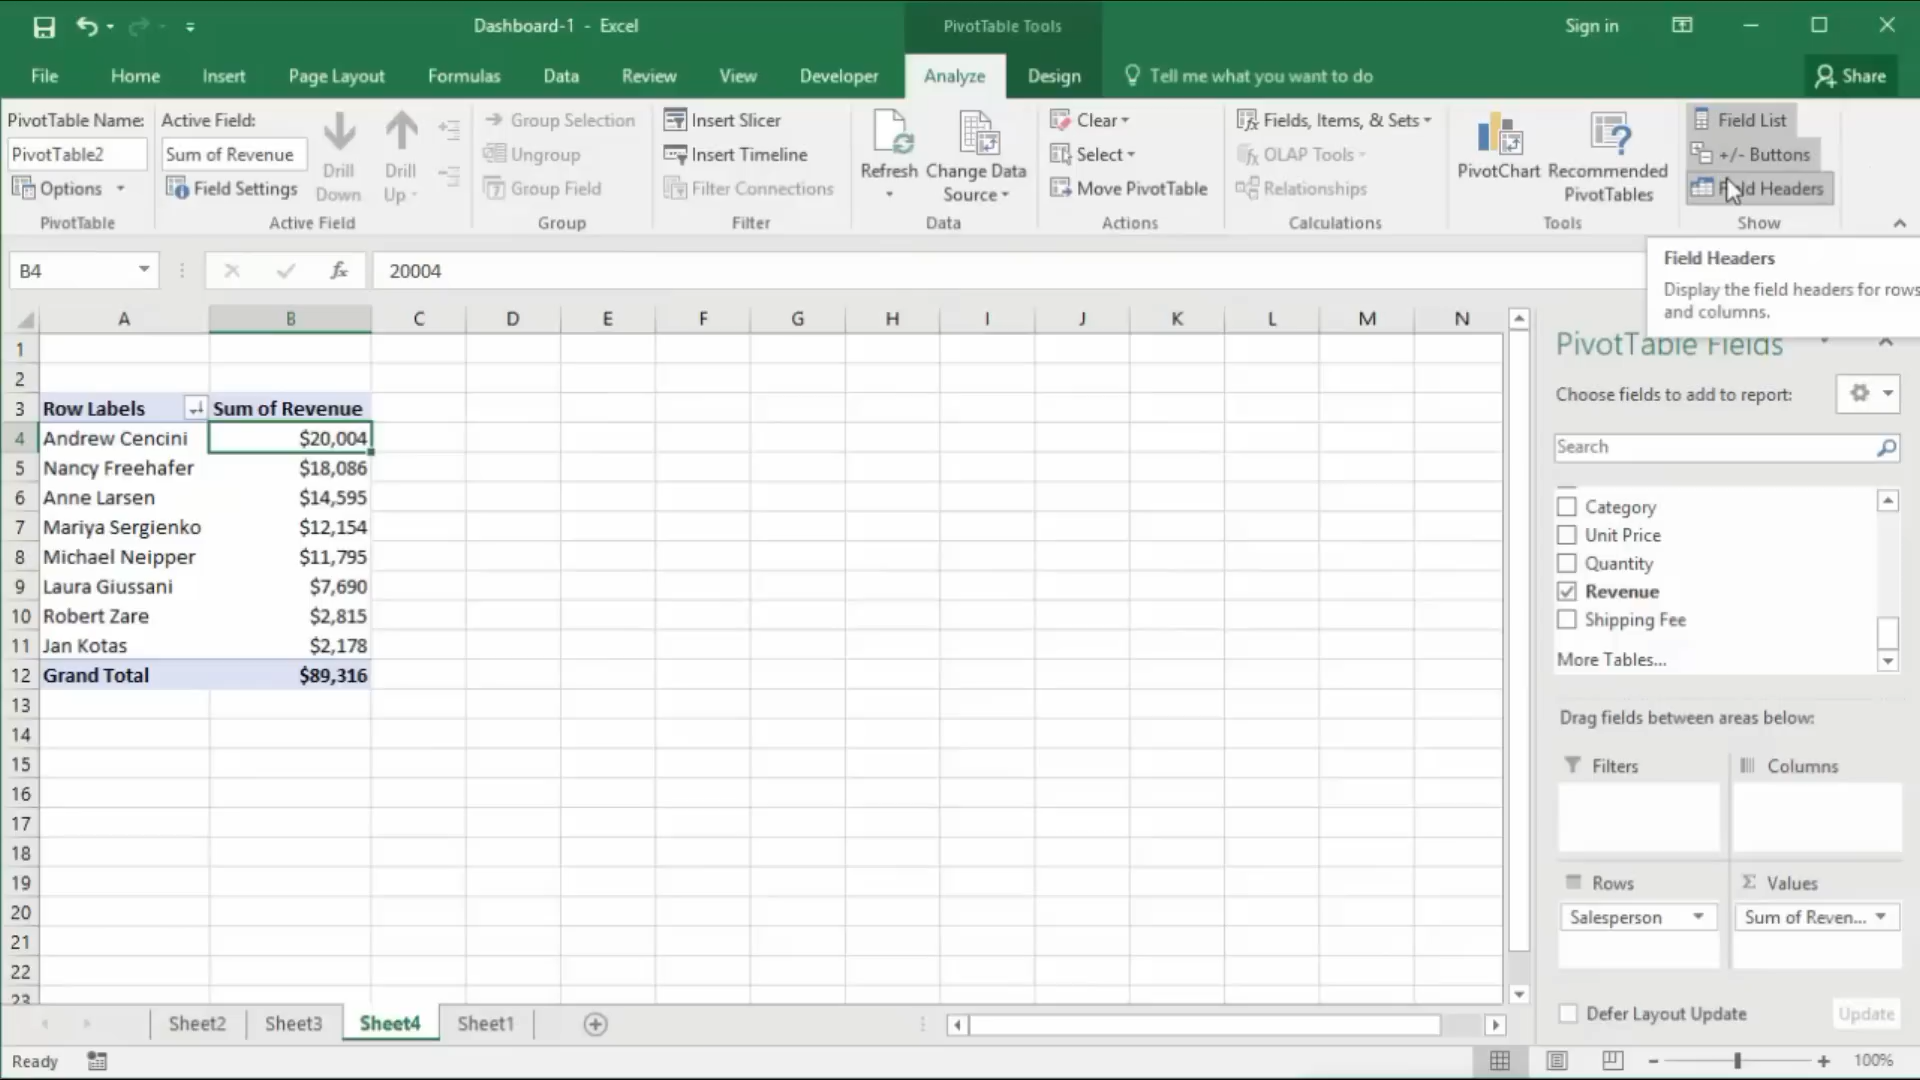 Dashboard-1 - Excel
PivotTable Tools
Sign in
File Home Insert Page Layout Formulas Data Review View Developer Analyze Design Tell me what you want to do Share
PivotTable Name:
PivotTable2
Options
PivotTable
Active Field:
Sum of Revenue
Field Settings
Drill
Down
Drill
Up
Active Field
Group Selection
Ungroup
Group Field
Group
Insert Slicer
Insert Timeline
Filter Connections
Filter
Refresh
Change Data
Source
Data
Clear
Select
Move PivotTable
Actions
Fields, Items, & Sets
OLAP Tools
Relationships
Calculations
PivotChart
Recommended
PivotTables
Tools
Field List
+/- Buttons
Field Headers
Show
Field Headers
Display the field headers for rows
and columns.
B4
fx
20004
A B C D E F G H I J K L M N
1
2
3 Row Labels Sum of Revenue
4 Andrew Cencini $20,004
5 Nancy Freehafer $18,086
6 Anne Larsen $14,595
7 Mariya Sergienko $12,154
8 Michael Neipper $11,795
9 Laura Giussani $7,690
10 Robert Zare $2,815
11 Jan Kotas $2,178
12 Grand Total $89,316
13
14
15
16
17
18
19
20
21
22
23
PivotTable Fields
Choose fields to add to report:
Search
Category
Unit Price
Quantity
Revenue
Shipping Fee
More Tables...
Drag fields between areas below:
Filters
Columns
Rows
Σ Values
Salesperson
Sum of Reven...
Defer Layout Update
Update
Sheet2 Sheet3 Sheet4 Sheet1
Ready
100%